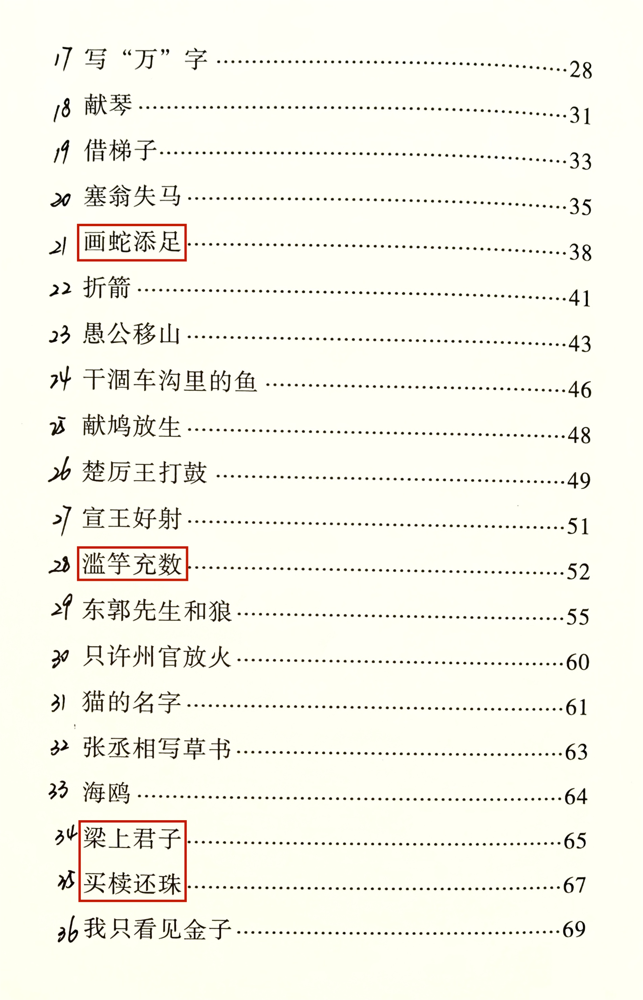 17 写“万”字 ………………………… 28
18 献琴 ………………………… 31
19 借梯子 ………………………… 33
20 塞翁失马 ………………………… 35
21 画蛇添足 ………………………… 38
22 折箭 ………………………… 41
23 愚公移山 ………………………… 43
24 干涸车沟里的鱼 ………………………… 46
25 献鸠放生 ………………………… 48
26 楚厉王打鼓 ………………………… 49
27 宣王好射 ………………………… 51
28 滥竽充数 ………………………… 52
29 东郭先生和狼 ………………………… 55
30 只许州官放火 ………………………… 60
31 猫的名字 ………………………… 61
32 张丞相写草书 ………………………… 63
33 海鸥 ………………………… 64
34 梁上君子 ………………………… 65
35 买椟还珠 ………………………… 67
36 我只看见金子 ………………………… 69